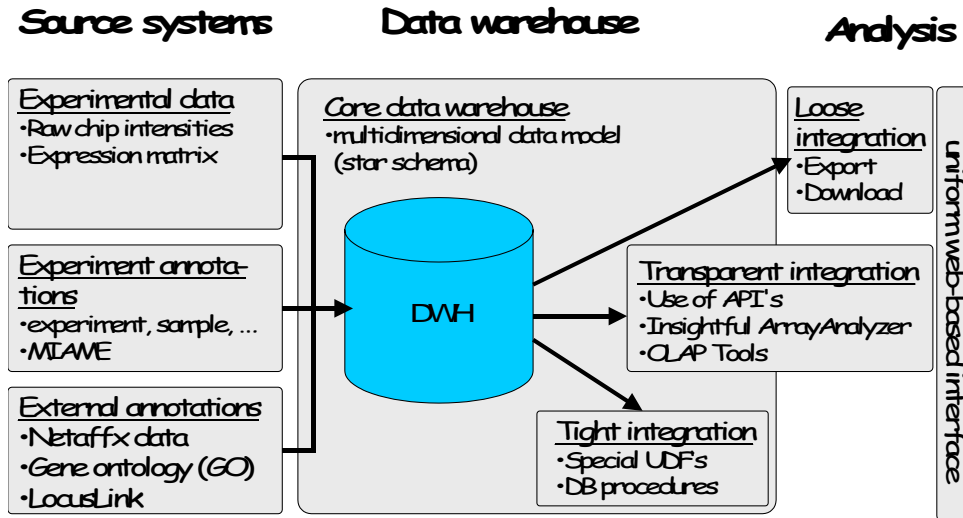 Source systems
Data warehouse
Analysis
Experimental data
•Raw chip intensities
•Expression matrix
Experiment annota-
tions
•experiment, sample, ...
•MIAME
External annotations
•Netaffx data
•Gene ontology (GO)
•LocusLink
Core data warehouse
•multidimensional data model
(star schema)
DWH
Loose
integration
•Export
•Download
Transparent integration
•Use of API's
•Insightful ArrayAnalyzer
•OLAP Tools
Tight integration
•Special UDF's
•DB procedures
uniform web-based interface